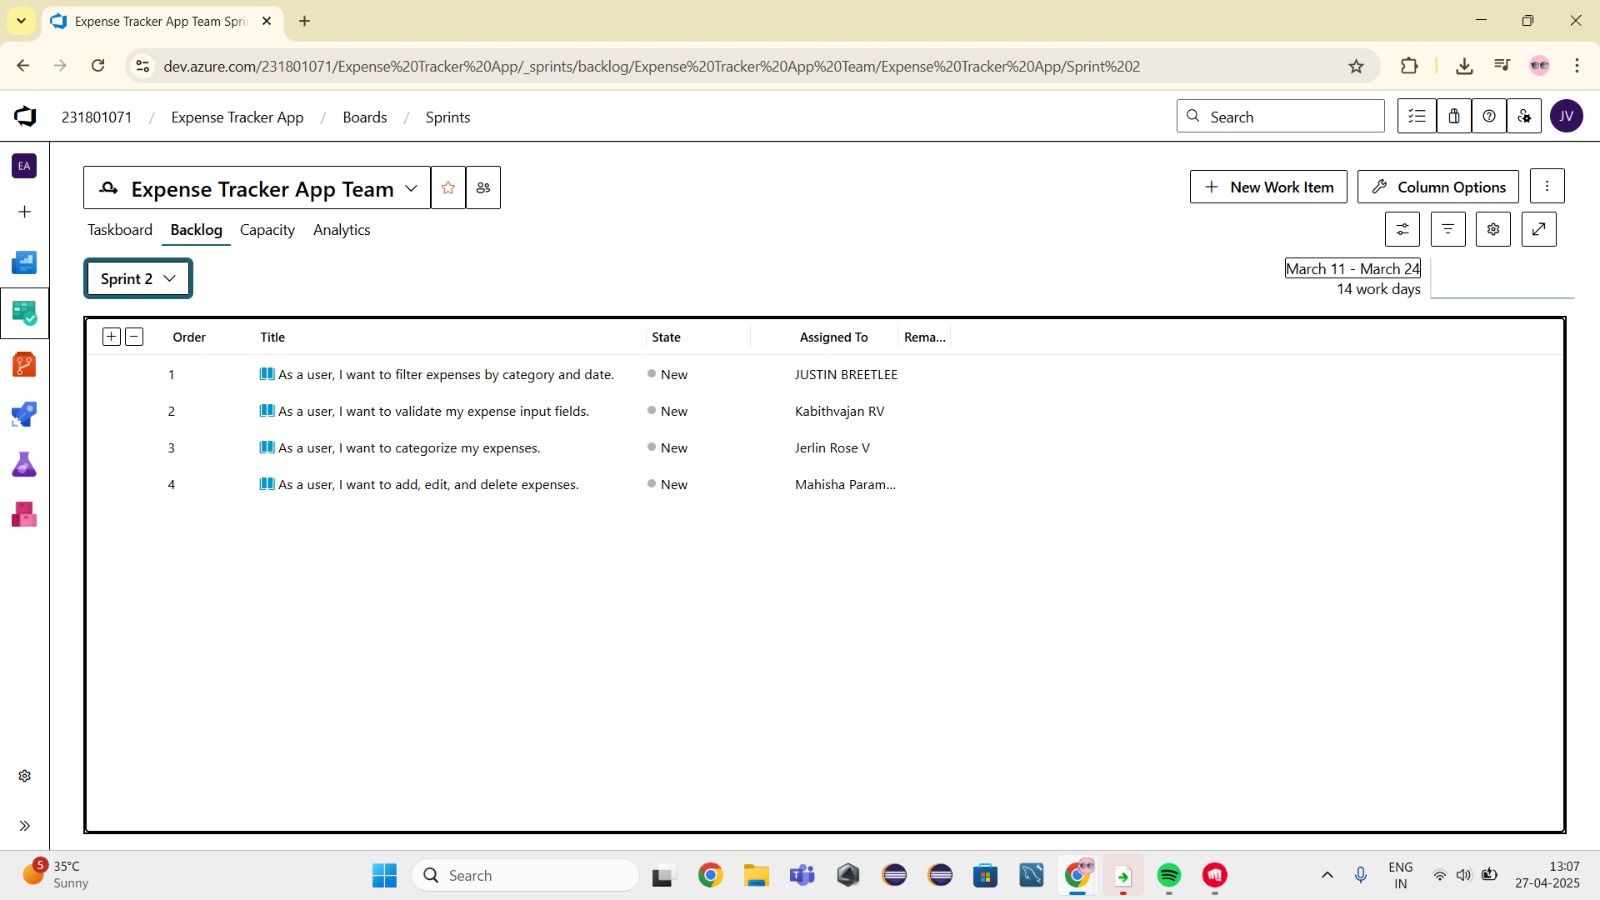 Expense Tracker App Team Spri
dev.azure.com/231801071/Expense%20Tracker%20App/_sprints/backlog/Expense%20Tracker%20App%20Team/Expense%20Tracker%20App/Sprint%202
231801071 / Expense Tracker App / Boards / Sprints
Search
JV
EA
Expense Tracker App Team
New Work Item
Column Options
Taskboard Backlog Capacity Analytics
Sprint 2
March 11 - March 24
14 work days
Order Title State Assigned To Rema...
1 As a user, I want to filter expenses by category and date. New JUSTIN BREETLEE
2 As a user, I want to validate my expense input fields. New Kabithvajan RV
3 As a user, I want to categorize my expenses. New Jerlin Rose V
4 As a user, I want to add, edit, and delete expenses. New Mahisha Param...
5
35°C
Sunny
Search
ENG
IN
13:07
27-04-2025